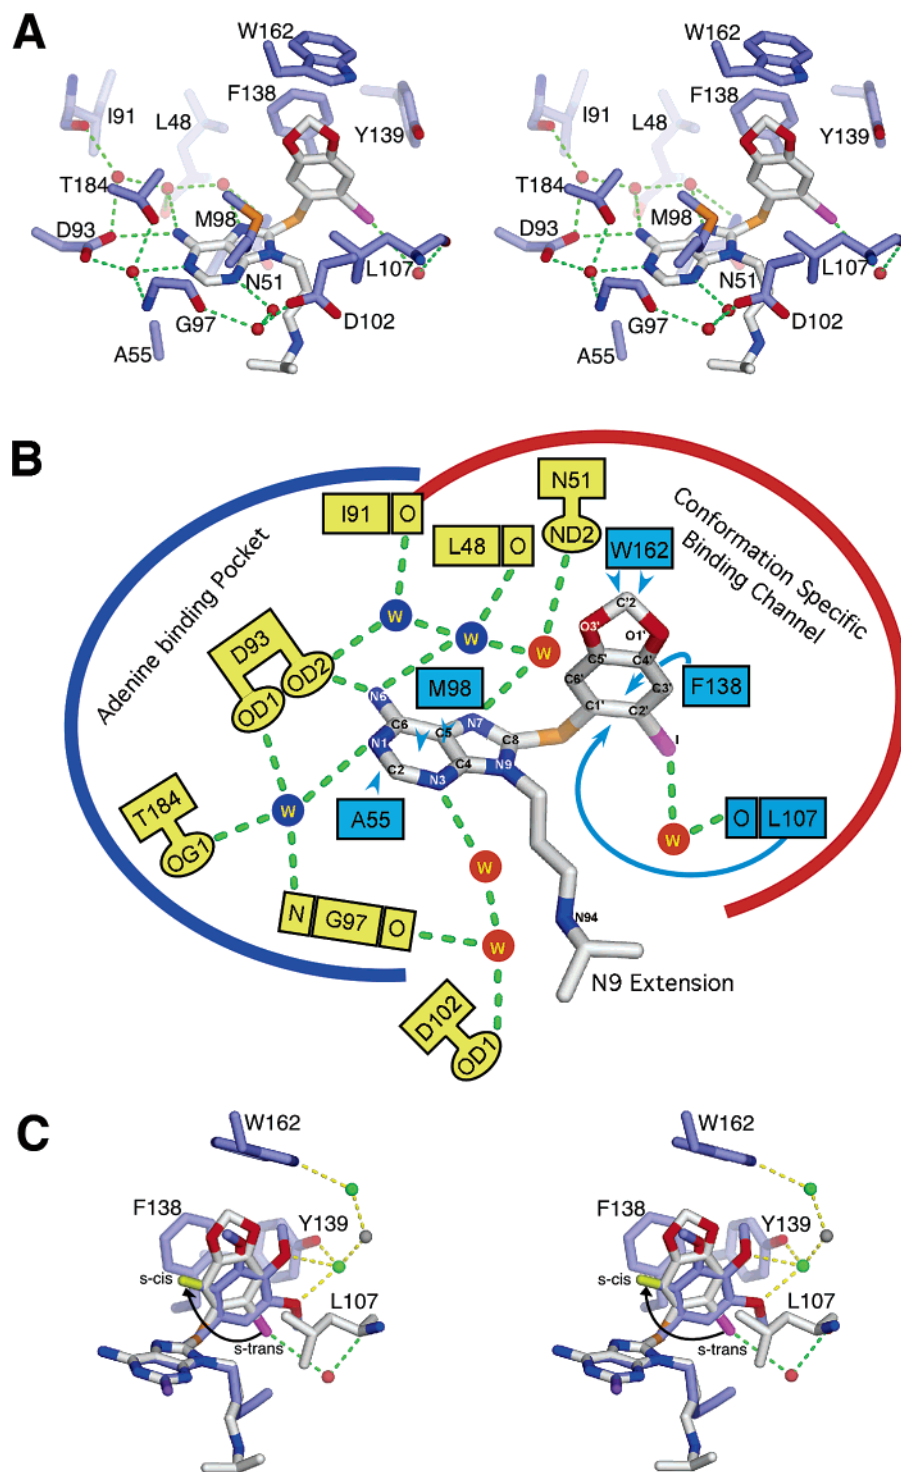 A
W162
I91
L48
F138
Y139
T184
D93
M98
N51
L107
G97
D102
A55
W162
I91
L48
F138
Y139
T184
D93
M98
N51
L107
G97
D102
A55
B
Adenine binding Pocket
Conformation Specific
Binding Channel
I91 O
L48 O
N51
ND2
W162
D93
OD1
OD2
W
W
W
M98
F138
C'2
O3'
O1'
C5'
C4'
C6'
C3'
C1'
C2'
I
N6
C6
C5
N7
C8
N1
C2
N3
C4
N9
A55
T184
OG1
W
W
O L107
N G97 O
W
W
N94
N9 Extension
D102
OD1
C
W162
F138
Y139
s-cis
L107
s-trans
W162
F138
Y139
s-cis
L107
s-trans